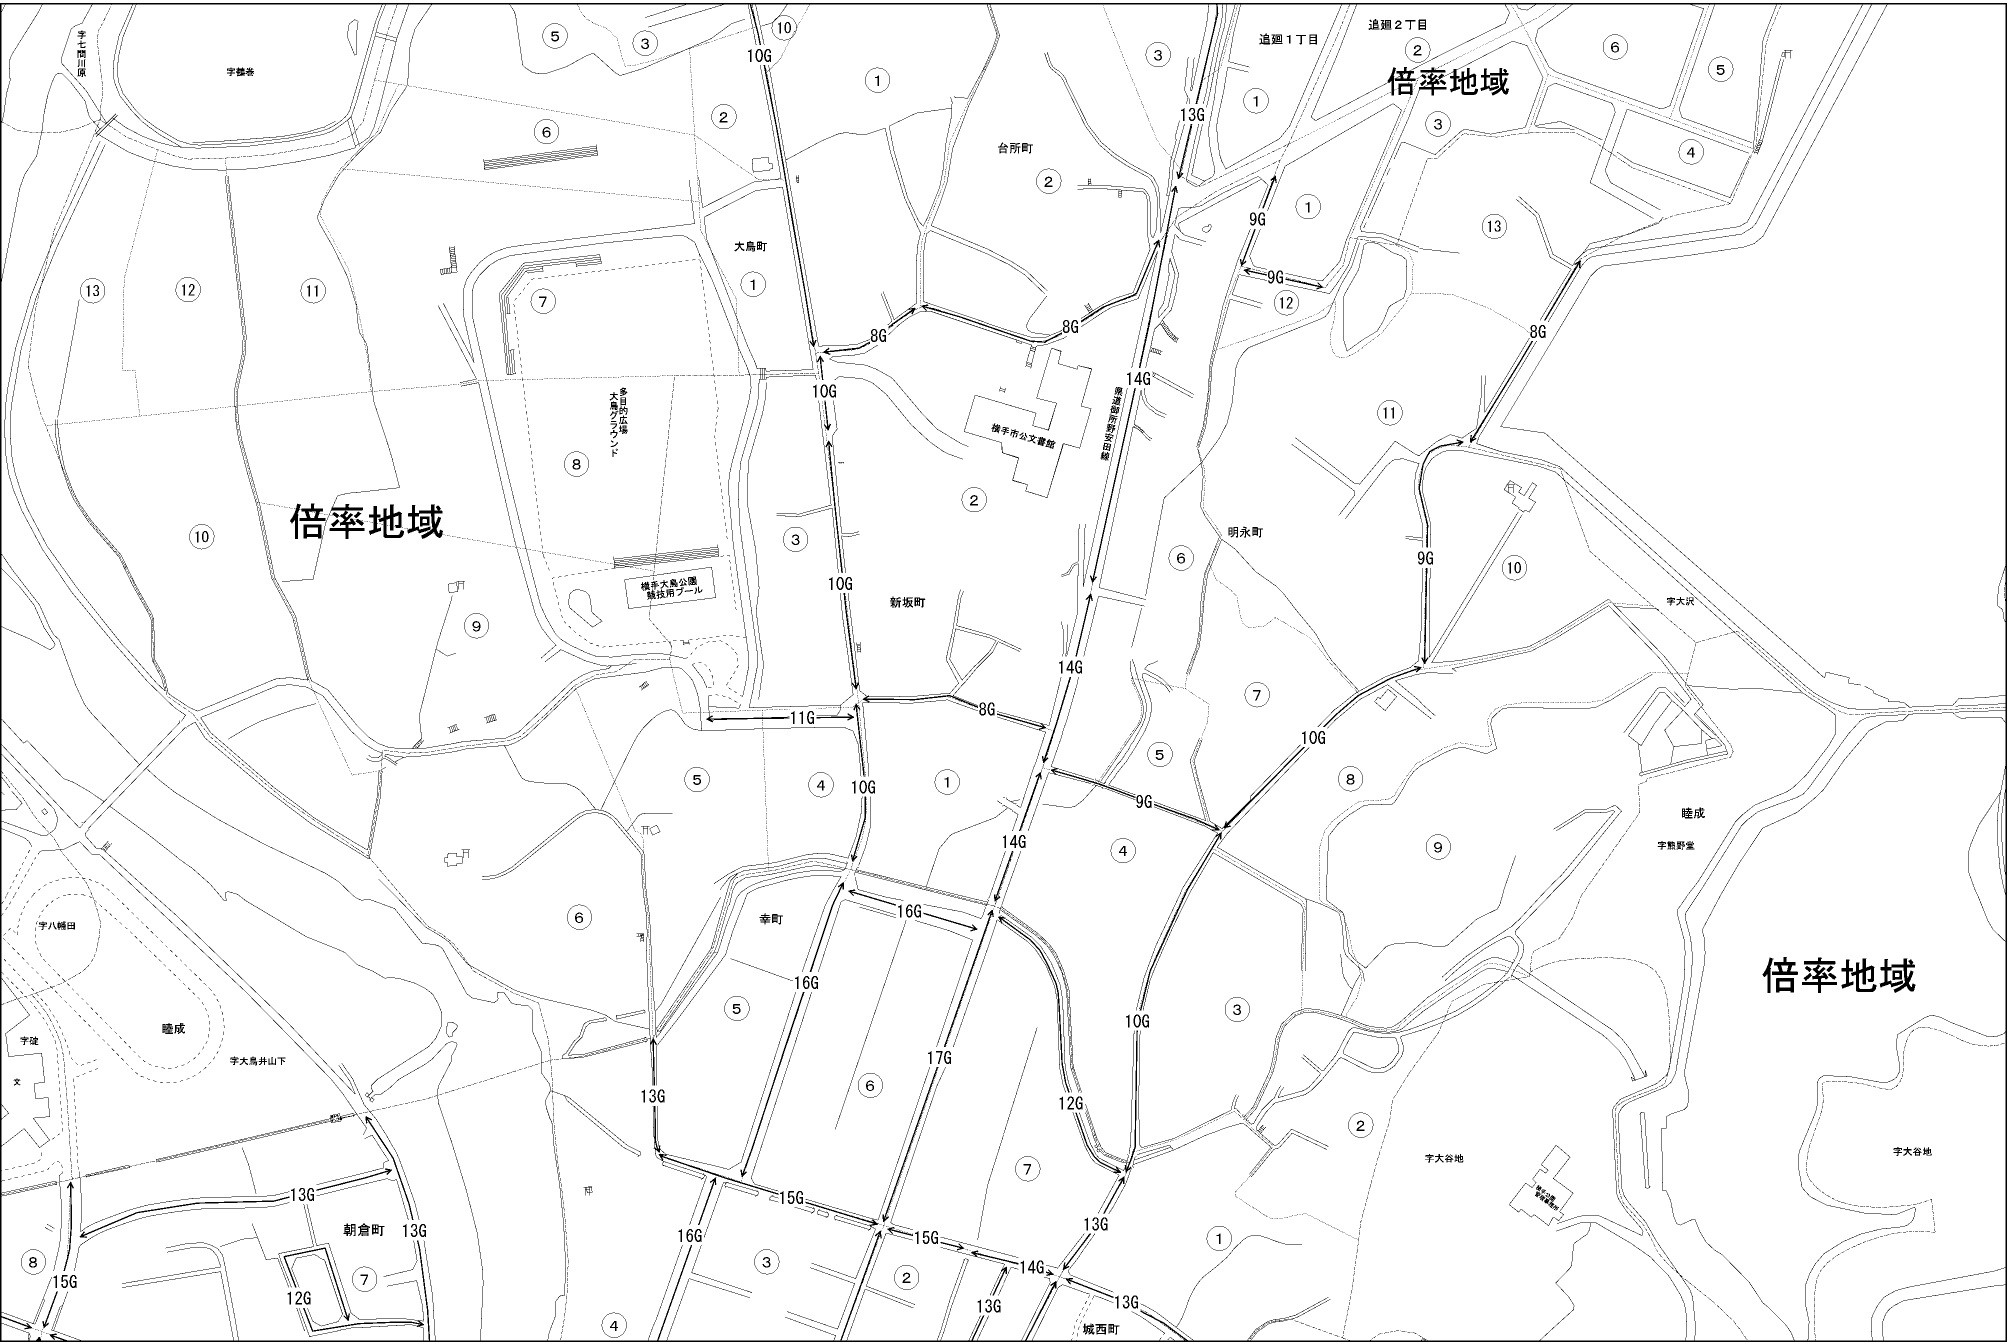 字七間川原
字鶴巻
⑤
③
⑩
10G
①
③
追廻１丁目
追廻２丁目
②
倍率地域
⑥
⑤
②
⑥
13G
①
③
④
台所町
②
9G
①
⑬
大鳥町
①
⑬
⑫
⑪
⑦
9G
⑫
8G
8G
8G
10G
14G
県道御所野安田線
⑪
多目的広場
大鳥グラウンド
⑧
横手市公文書館
②
倍率地域
⑩
③
明永町
⑥
9G
⑩
10G
横手大鳥公園
競技用プール
新坂町
字大沢
⑨
14G
⑦
8G
11G
10G
⑤
⑤
④
10G
①
⑧
9G
14G
④
⑨
睦成
字熊野堂
⑥
幸町
16G
字八幡田
倍率地域
16G
⑤
③
睦成
10G
字碇
字大鳥井山下
17G
文
⑥
13G
12G
②
⑦
字大谷地
字大谷地
13G
15G
朝倉町
13G
16G
15G
13G
①
⑧
15G
⑦
③
②
14G
12G
13G
13G
④
城西町